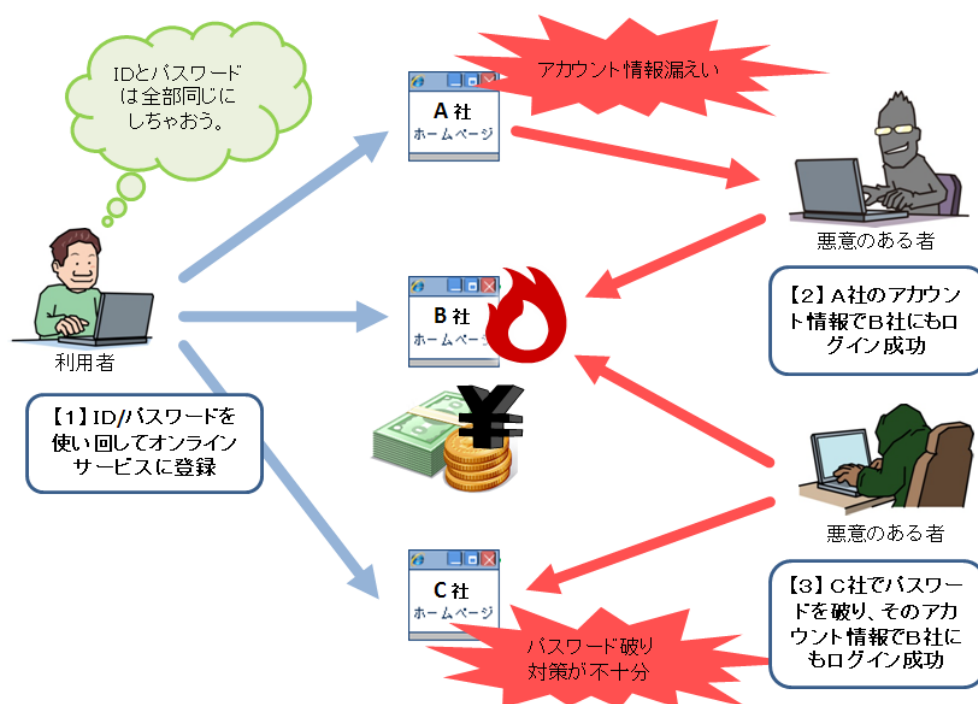 IDとパスワード
は全部同じに
しちゃおう。
アカウント情報漏えい
A 社
ホームページ
悪意のある者
利用者
B 社
ホームページ
【2】A社のアカウン
ト情報でB社にもロ
グイン成功
【1】ID/パスワードを
使い回してオンライン
サービスに登録
¥
悪意のある者
C 社
ホームページ
パスワード破り
対策が不十分
【3】C社でパスワー
ドを破り、そのアカ
ウント情報でB社に
もログイン成功